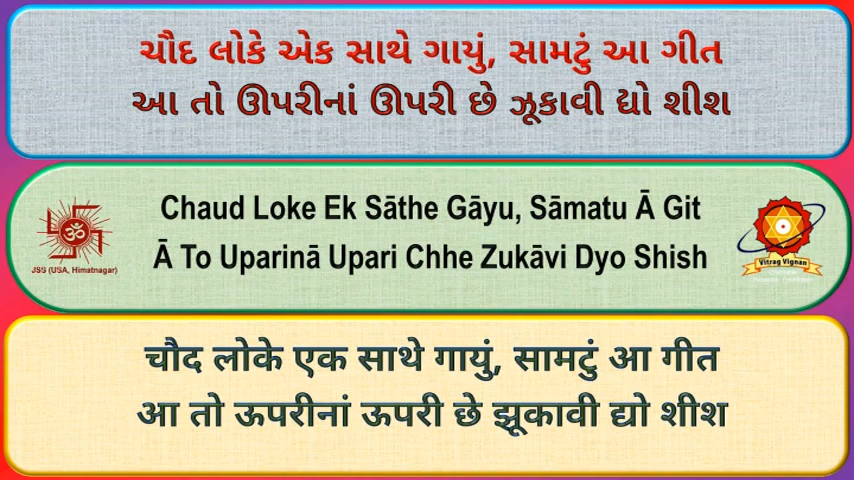 ચૌદ લોકે એક સાથે ગાયું, સામટું આ ગીત
આ તો ઊપરીનાં ઊપરી છે ઝૂકાવી દ્યો શીશ
Chaud Loke Ek Sāthe Gāyu, Sāmatu Ā Git
Ā To Uparinā Upari Chhe Zukāvi Dyo Shish
ૐ
JSS (USA, Himatnagar)
Vitrag Vignan
चौद लोके एक साथे गायुं, सामटुं आ गीत
आ तो ऊपरीनां ऊपरी छे झूकावी द्यो शीश